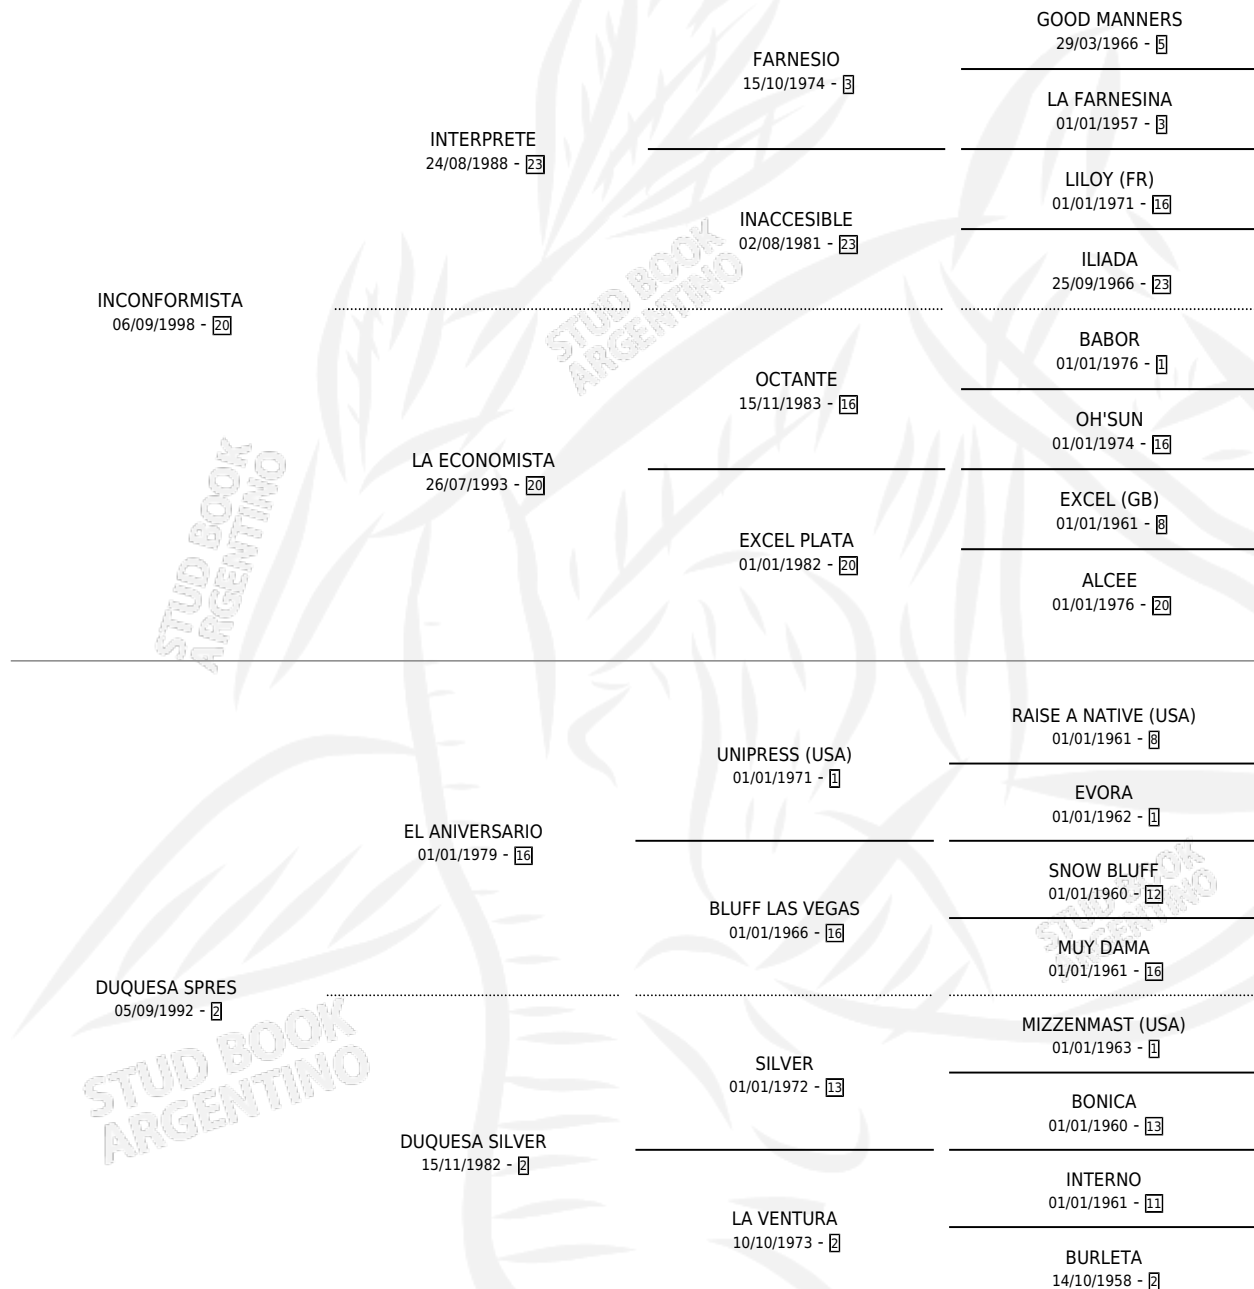 GOOD MANNERS
29/03/1966 - 5
FARNESIO
15/10/1974 - 3
LA FARNESINA
01/01/1957 - 3
INTERPRETE
24/08/1988 - 23
LILOY (FR)
01/01/1971 - 16
INACCESIBLE
02/08/1981 - 23
ILIADA
25/09/1966 - 23
INCONFORMISTA
06/09/1998 - 20
BABOR
01/01/1976 - 1
OCTANTE
15/11/1983 - 16
OH'SUN
01/01/1974 - 16
LA ECONOMISTA
26/07/1993 - 20
EXCEL (GB)
01/01/1961 - 8
EXCEL PLATA
01/01/1982 - 20
ALCEE
01/01/1976 - 20
RAISE A NATIVE (USA)
01/01/1961 - 8
UNIPRESS (USA)
01/01/1971 - 1
EVORA
01/01/1962 - 1
EL ANIVERSARIO
01/01/1979 - 16
SNOW BLUFF
01/01/1960 - 12
BLUFF LAS VEGAS
01/01/1966 - 16
MUY DAMA
01/01/1961 - 16
DUQUESA SPRES
05/09/1992 - 2
MIZZENMAST (USA)
01/01/1963 - 1
SILVER
01/01/1972 - 13
BONICA
01/01/1960 - 13
DUQUESA SILVER
15/11/1982 - 2
INTERNO
01/01/1961 - 11
LA VENTURA
10/10/1973 - 2
BURLETA
14/10/1958 - 2
STUD BOOK
ARGENTINO
STUD BOOK
ARGENTINO
STUD BOOK
ARGENTINO
STUD BOOK
ARGENTINO